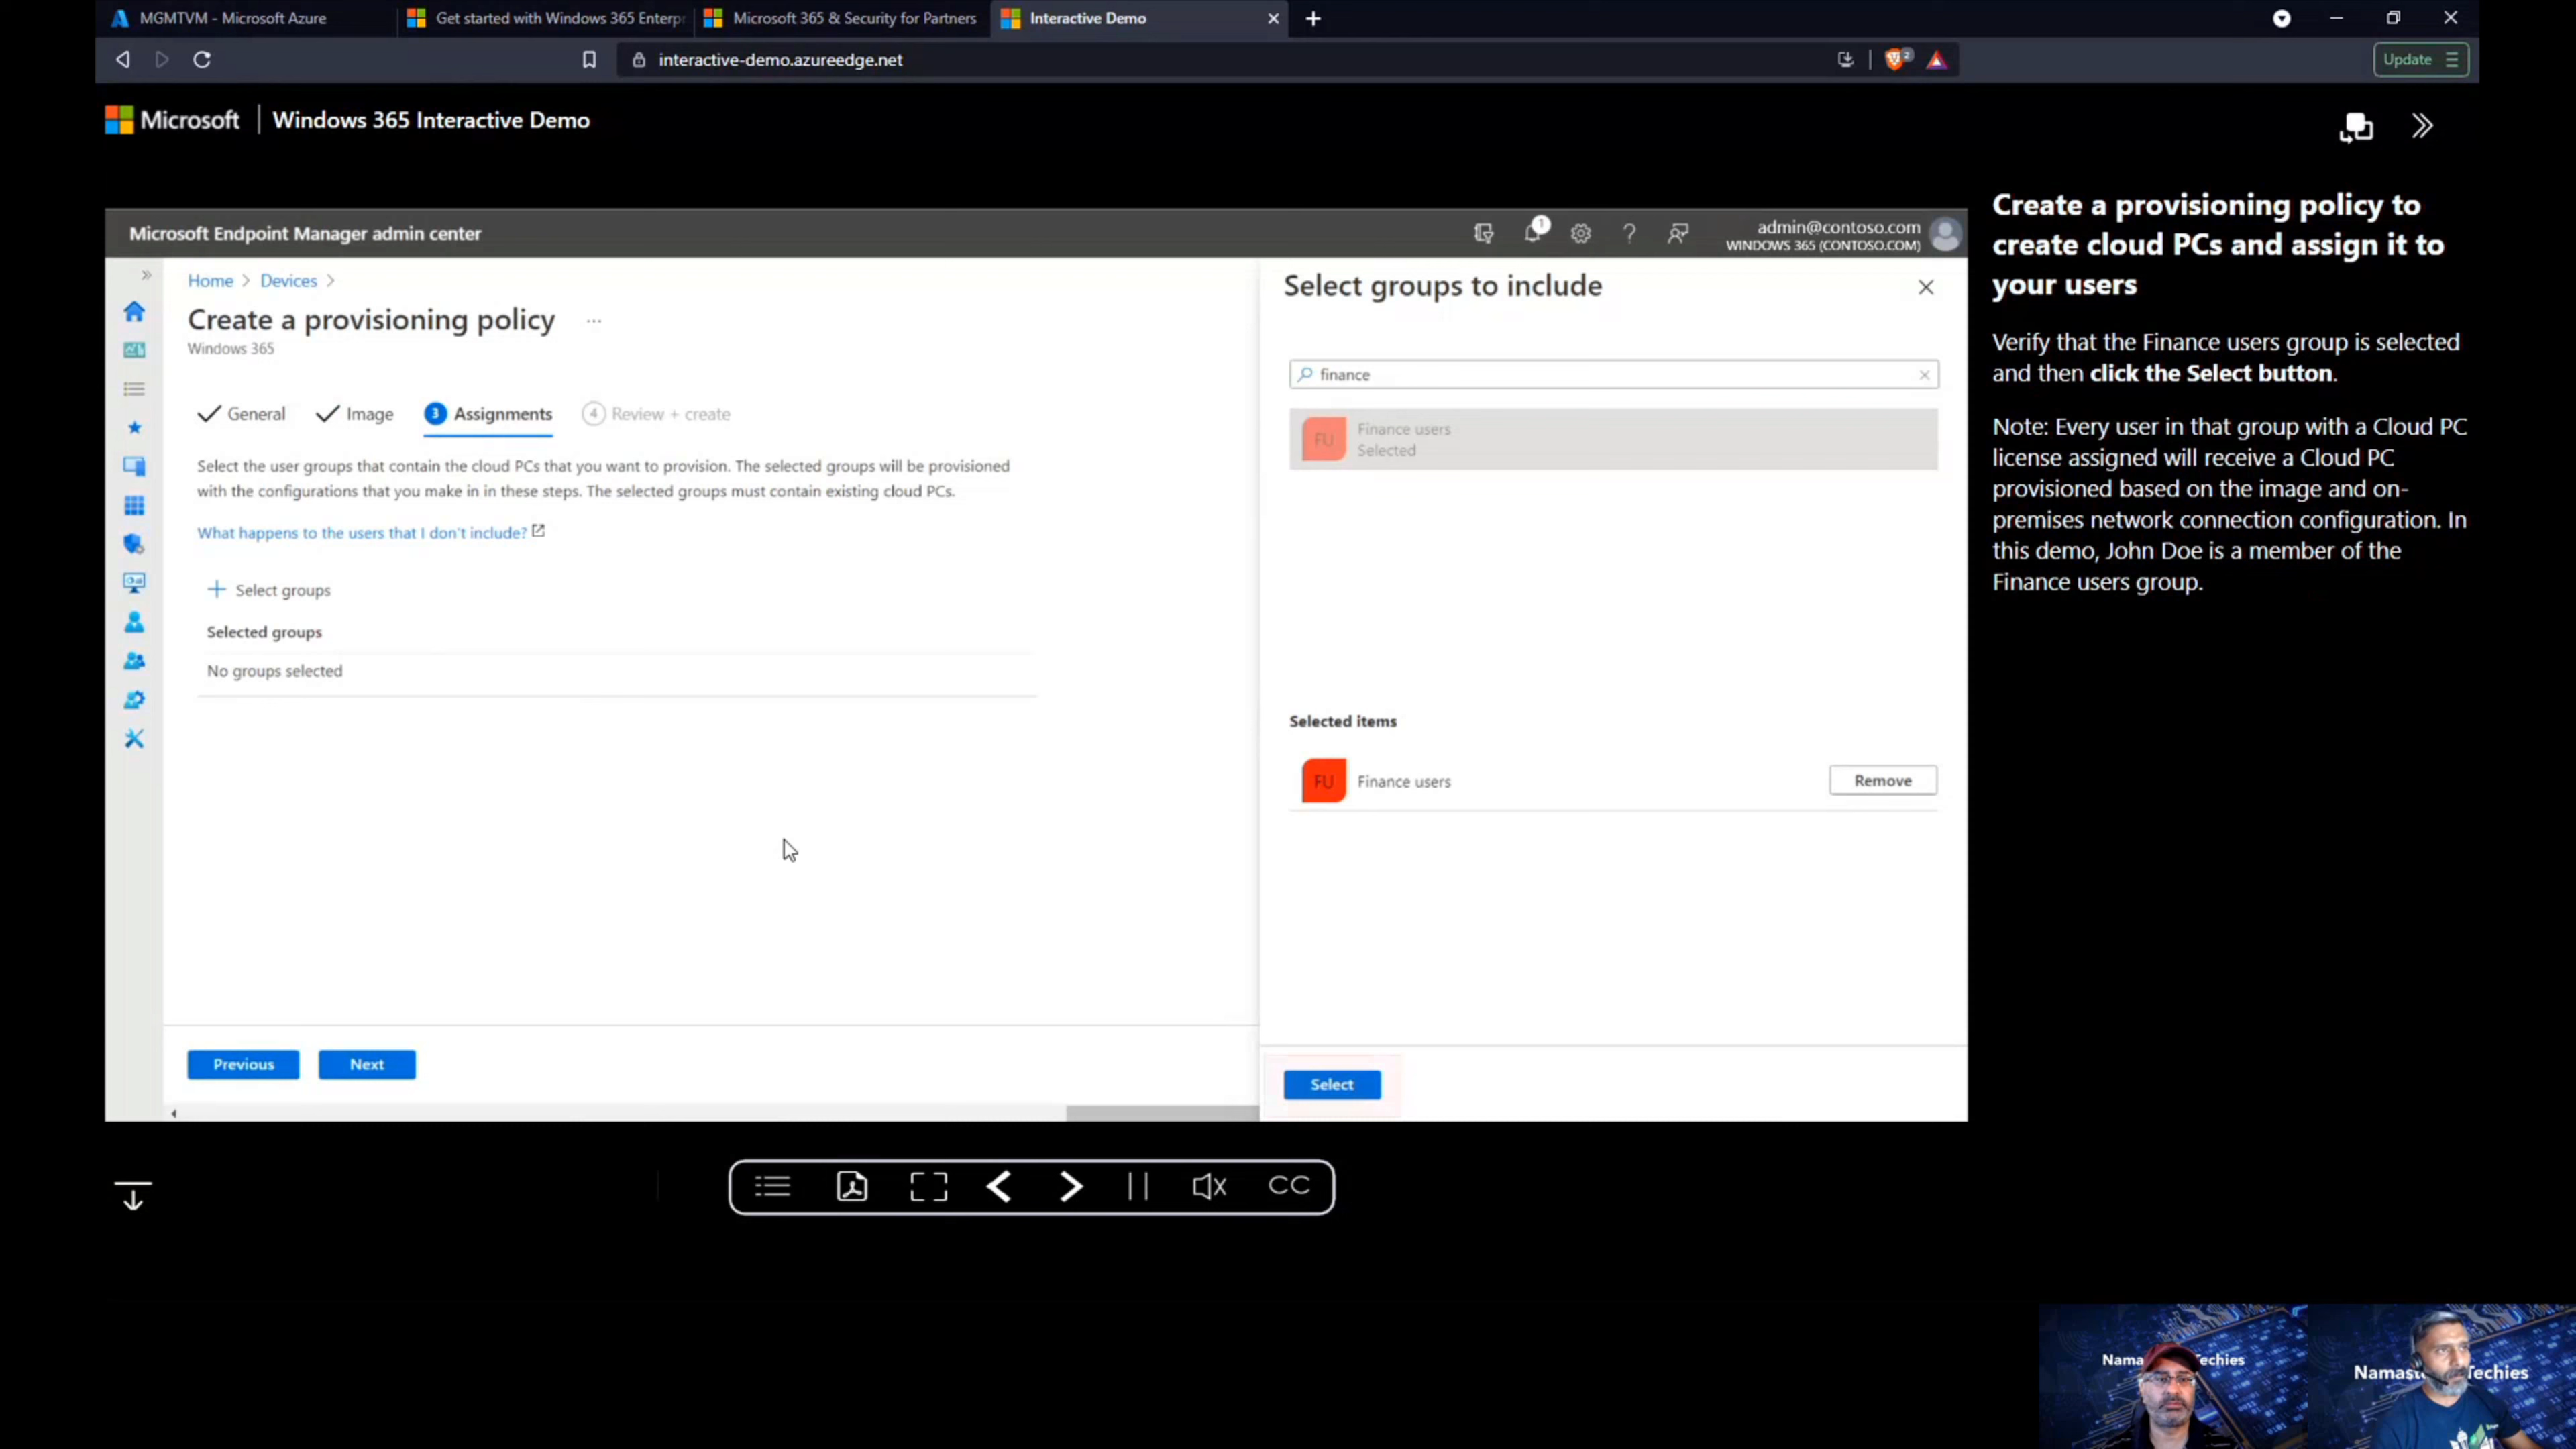 MGMTVM - Microsoft Azure
Get started with Windows 365 Enterp
Microsoft 365 & Security for Partners
Interactive Demo
interactive-demo.azureedge.net
2
Update
Microsoft
Windows 365 Interactive Demo
Microsoft Endpoint Manager admin center
1
admin@contoso.com
WINDOWS 365 (CONTOSO.COM)
Home > Devices >
Create a provisioning policy ...
Windows 365
General
Image
3 Assignments
4 Review + create
Select the user groups that contain the cloud PCs that you want to provision. The selected groups will be provisioned
with the configurations that you make in in these steps. The selected groups must contain existing cloud PCs.
What happens to the users that I don't include?
Select groups
Selected groups
No groups selected
Previous
Next
Select groups to include
finance
FU
Finance users
Selected
Selected items
FU
Finance users
Remove
Select
Create a provisioning policy to
create cloud PCs and assign it to
your users
Verify that the Finance users group is selected
and then click the Select button.
Note: Every user in that group with a Cloud PC
license assigned will receive a Cloud PC
provisioned based on the image and on-
premises network connection configuration. In
this demo, John Doe is a member of the
Finance users group.
CC